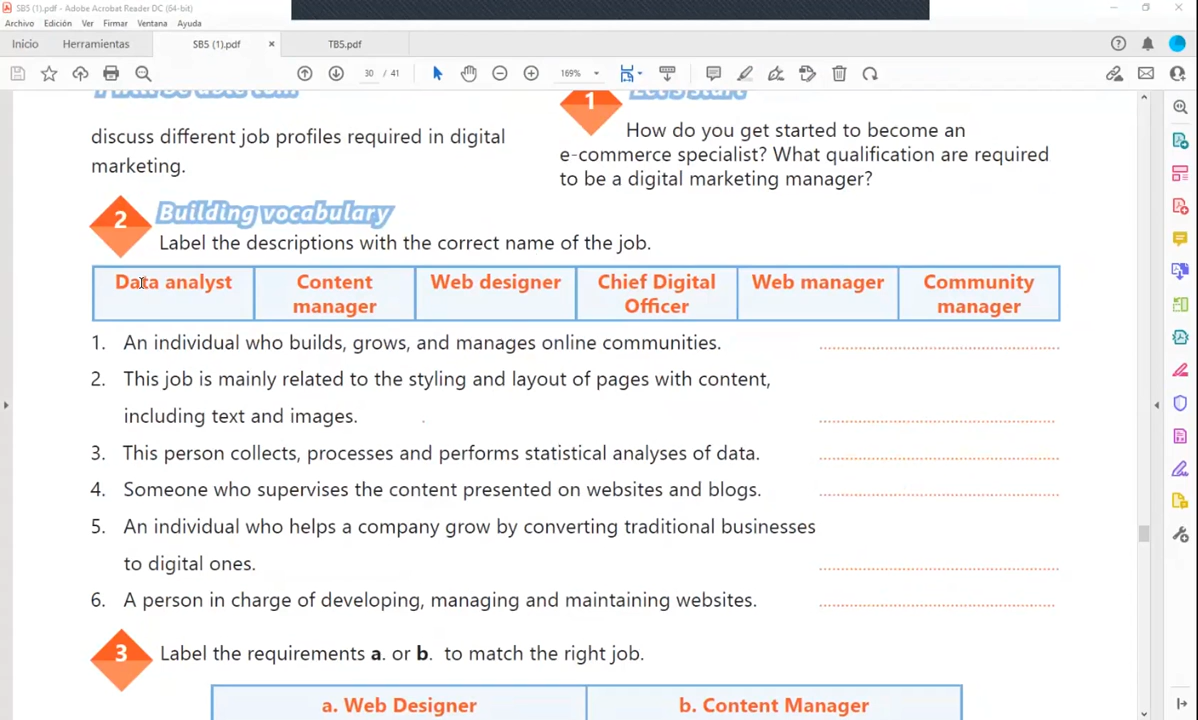 SB5 (1).pdf - Adobe Acrobat Reader DC (64-bit)
Archivo Edición Ver Firmar Ventana Ayuda
Inicio Herramientas SB5 (1).pdf × TB5.pdf
30 / 41 169%
discuss different job profiles required in digital
marketing.
1 Let's start
How do you get started to become an
e-commerce specialist? What qualification are required
to be a digital marketing manager?
2 Building vocabulary
Label the descriptions with the correct name of the job.
Data analyst
Content
manager
Web designer
Chief Digital
Officer
Web manager
Community
manager
1. An individual who builds, grows, and manages online communities.
2. This job is mainly related to the styling and layout of pages with content,
including text and images.
3. This person collects, processes and performs statistical analyses of data.
4. Someone who supervises the content presented on websites and blogs.
5. An individual who helps a company grow by converting traditional businesses
to digital ones.
6. A person in charge of developing, managing and maintaining websites.
3 Label the requirements a. or b. to match the right job.
a. Web Designer
b. Content Manager